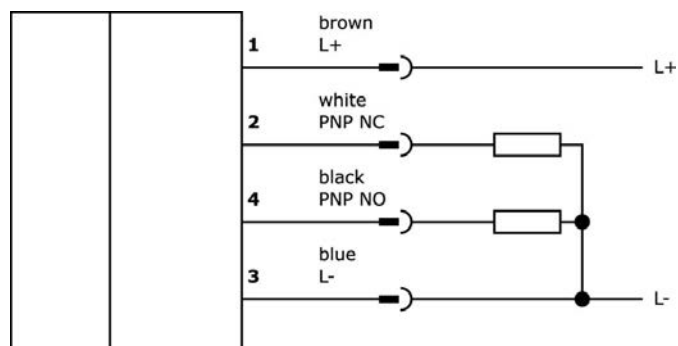 brown
1 L+
L+
white
2 PNP NC
black
4 PNP NO
blue
3 L-
L-